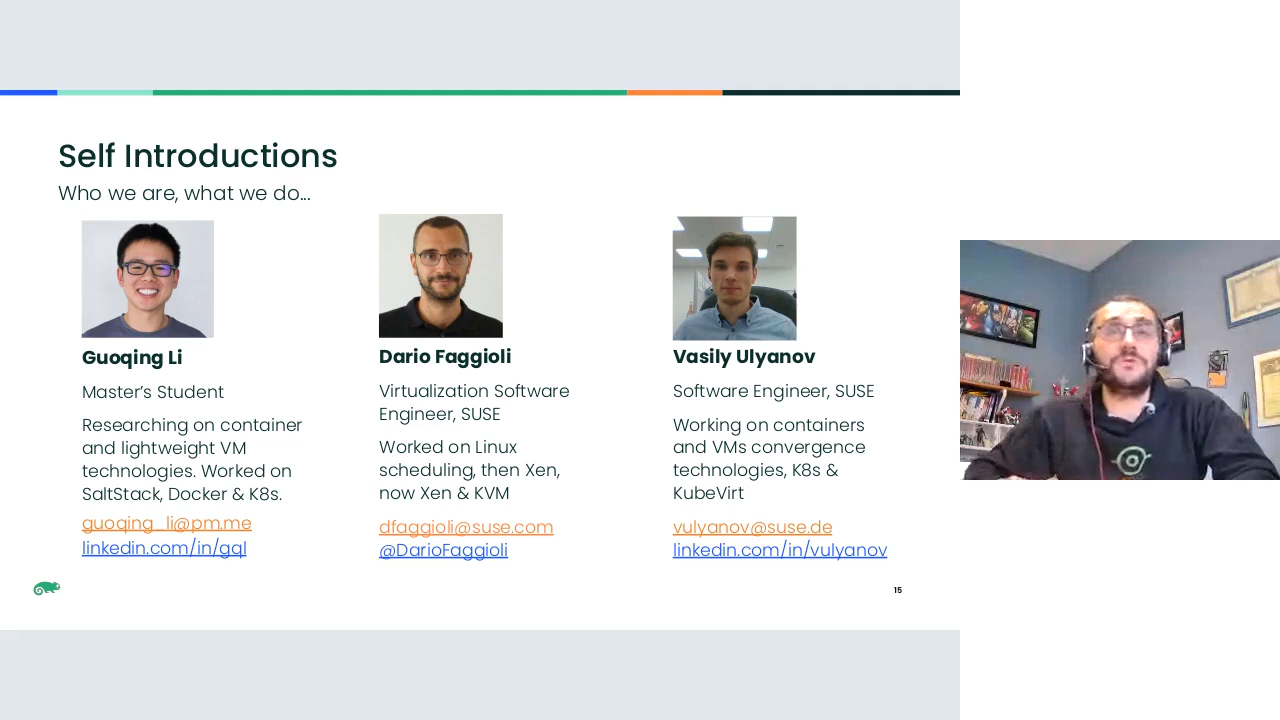 Self Introductions
Who we are, what we do...
Guoqing Li
Master's Student
Researching on container
and lightweight VM
technologies. Worked on
SaltStack, Docker & K8s.
guoqing_li@pm.me
linkedin.com/in/gql
Dario Faggioli
Virtualization Software
Engineer, SUSE
Worked on Linux
scheduling, then Xen,
now Xen & KVM
dfaggioli@suse.com
@DarioFaggioli
Vasily Ulyanov
Software Engineer, SUSE
Working on containers
and VMs convergence
technologies, K8s &
KubeVirt
vulyanov@suse.de
linkedin.com/in/vulyanov
15